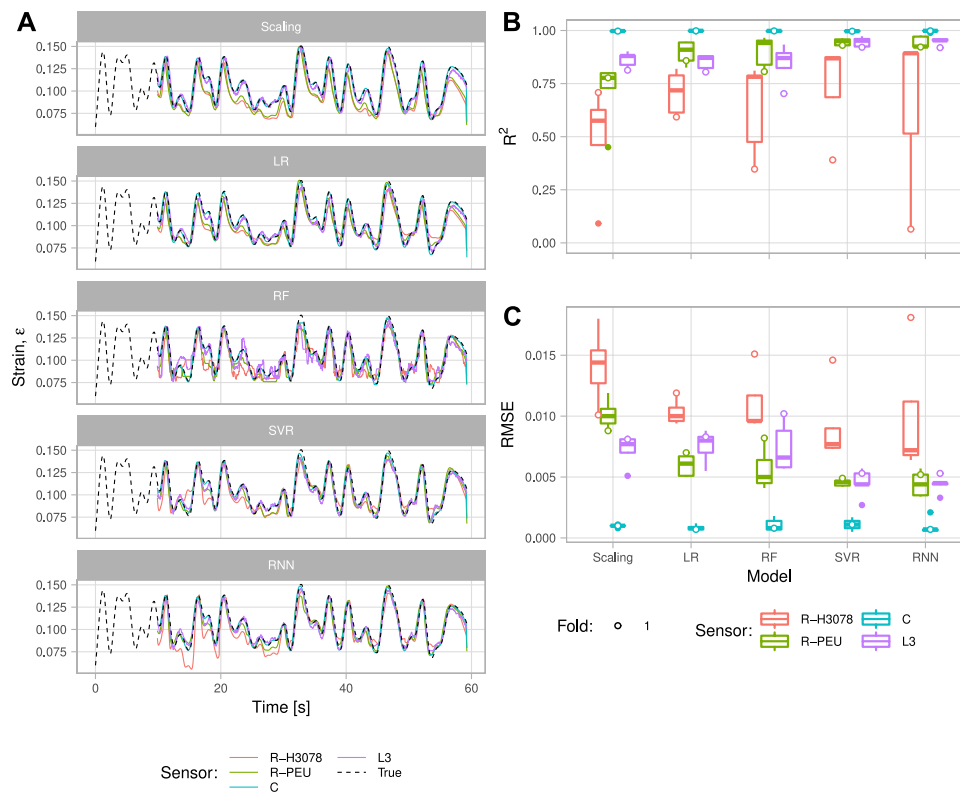 A
Scaling
0.150
0.125
0.100
0.075
LR
0.150
0.125
0.100
0.075
RF
0.150
0.125
0.100
0.075
SVR
0.150
0.125
0.100
0.075
RNN
0.150
0.125
0.100
0.075
Strain, ε
0 20 40 60
Time [s]
Sensor: R−H3078 L3
R−PEU True
C
B
1.00
0.75
0.50
0.25
0.00
R²
C
0.015
0.010
0.005
0.000
RMSE
Scaling LR RF SVR RNN
Model
Fold: 1 Sensor: R−H3078 C
R−PEU L3